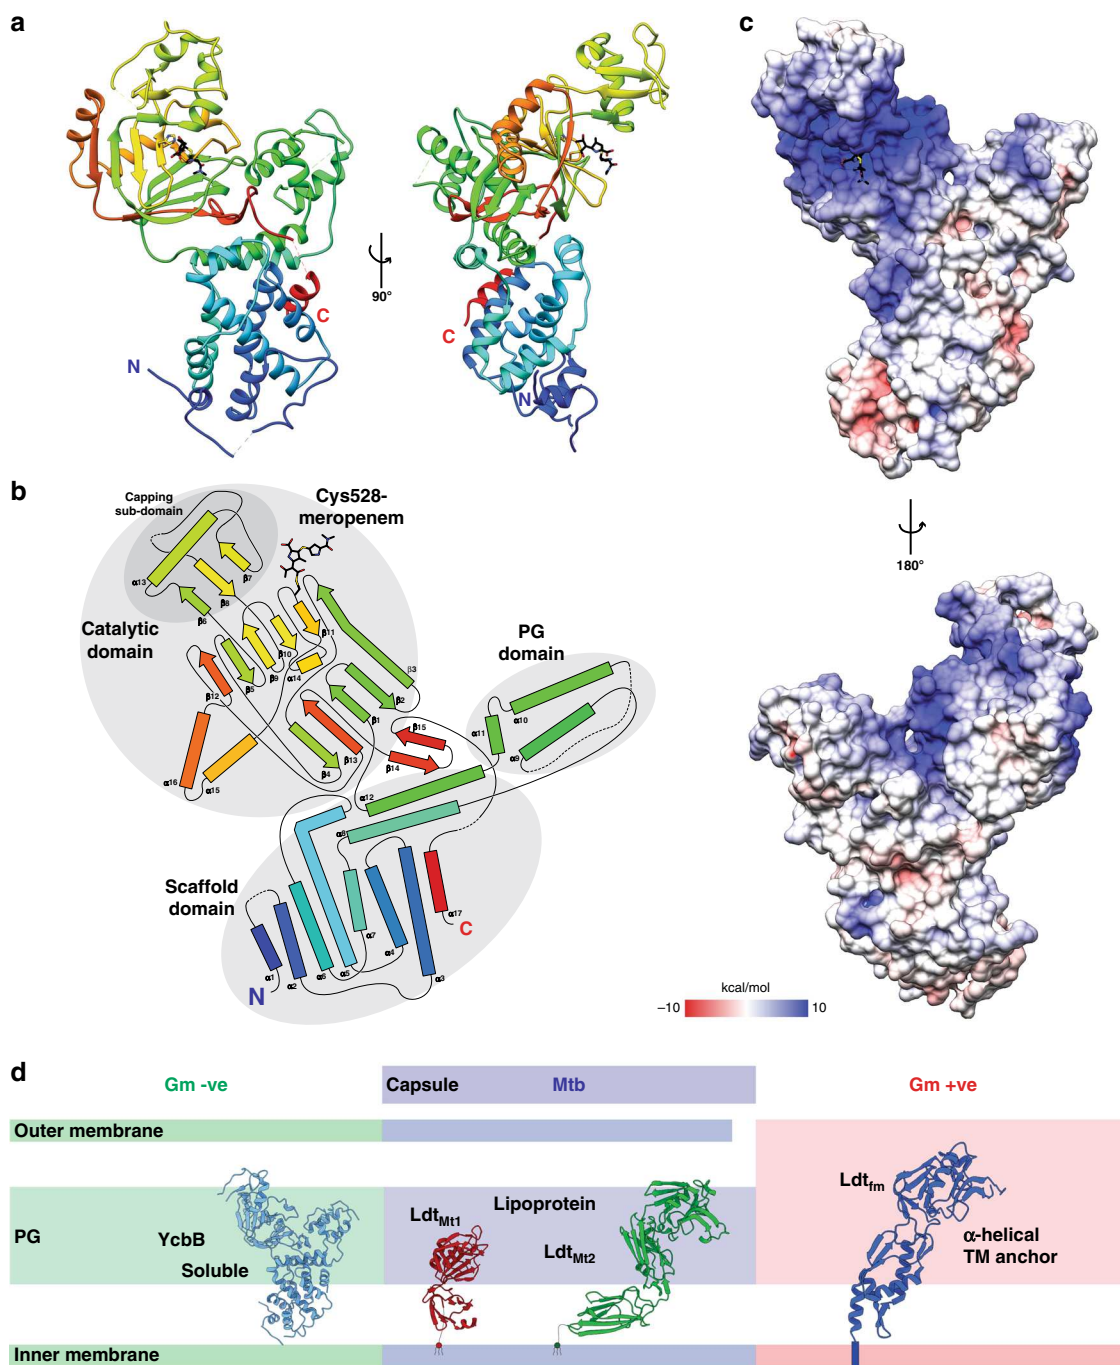 a
C
N
90°
C
N
c
180°
b
Capping
sub-domain
Cys528-
meropenem
α13
β7
β8
β6
Catalytic
domain
β11
β10
β12
β5
β9
α14
β3
β2
β1
PG
domain
α10
α11
α9
β15
β14
β13
β4
α16
α15
α12
α8
Scaffold
domain
α17
C
α7
α4
α1
α2
α6
α5
α3
N
kcal/mol
−10
10
d
Gm -ve
Capsule
Mtb
Gm +ve
Outer membrane
PG
YcbB
Soluble
LdtMt1
Lipoprotein
LdtMt2
Ldtfm
α-helical
TM anchor
Inner membrane